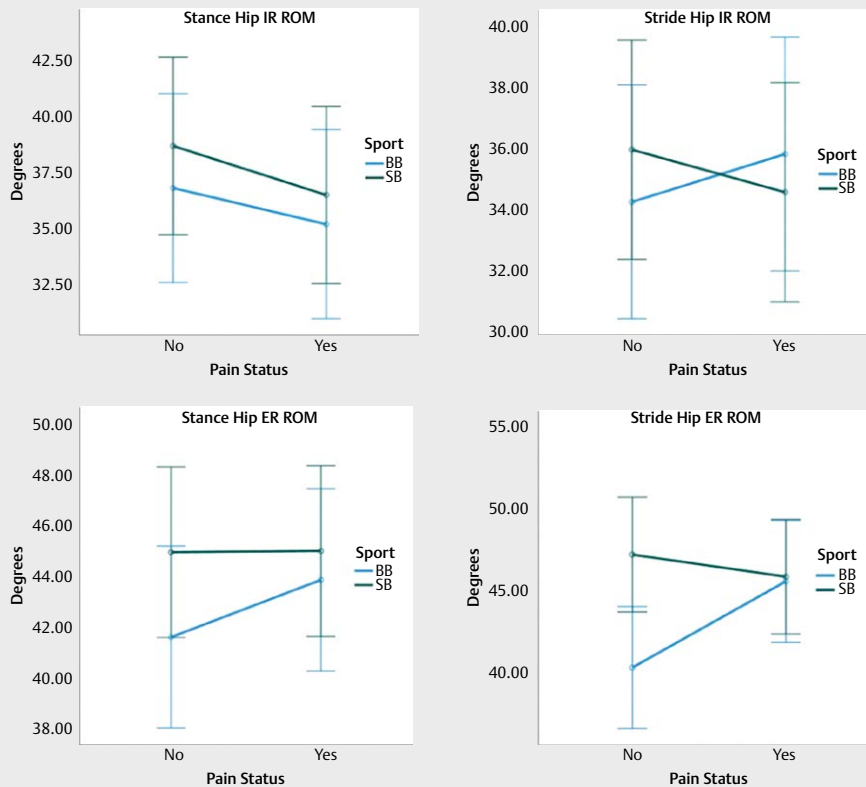 Stance Hip IR ROM
42.50
40.00
37.50
35.00
32.50
Degrees
Sport
BB
SB
No Yes
Pain Status
Stride Hip IR ROM
40.00
38.00
36.00
34.00
32.00
30.00
Degrees
Sport
BB
SB
No Yes
Pain Status
Stance Hip ER ROM
50.00
48.00
46.00
44.00
42.00
40.00
38.00
Degrees
Sport
BB
SB
No Yes
Pain Status
Stride Hip ER ROM
55.00
50.00
45.00
40.00
Degrees
Sport
BB
SB
No Yes
Pain Status